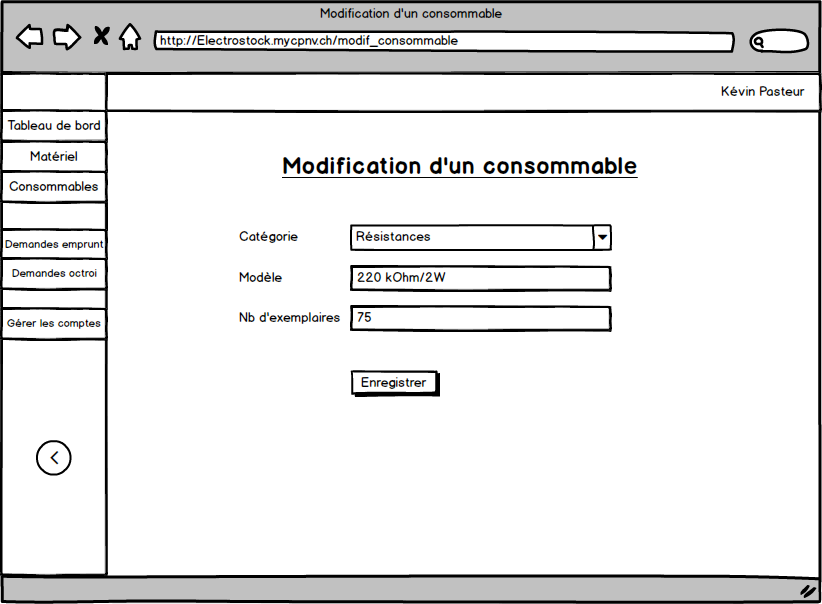 Modification d'un consommable
http://Electrostock.mycpnv.ch/modif_consommable
Kévin Pasteur
Tableau de bord
Matériel
Consommables
Demandes emprunt
Demandes octroi
Gérer les comptes
Modification d'un consommable
Catégorie Résistances
Modèle 220 kOhm/2W
Nb d'exemplaires 75
Enregistrer